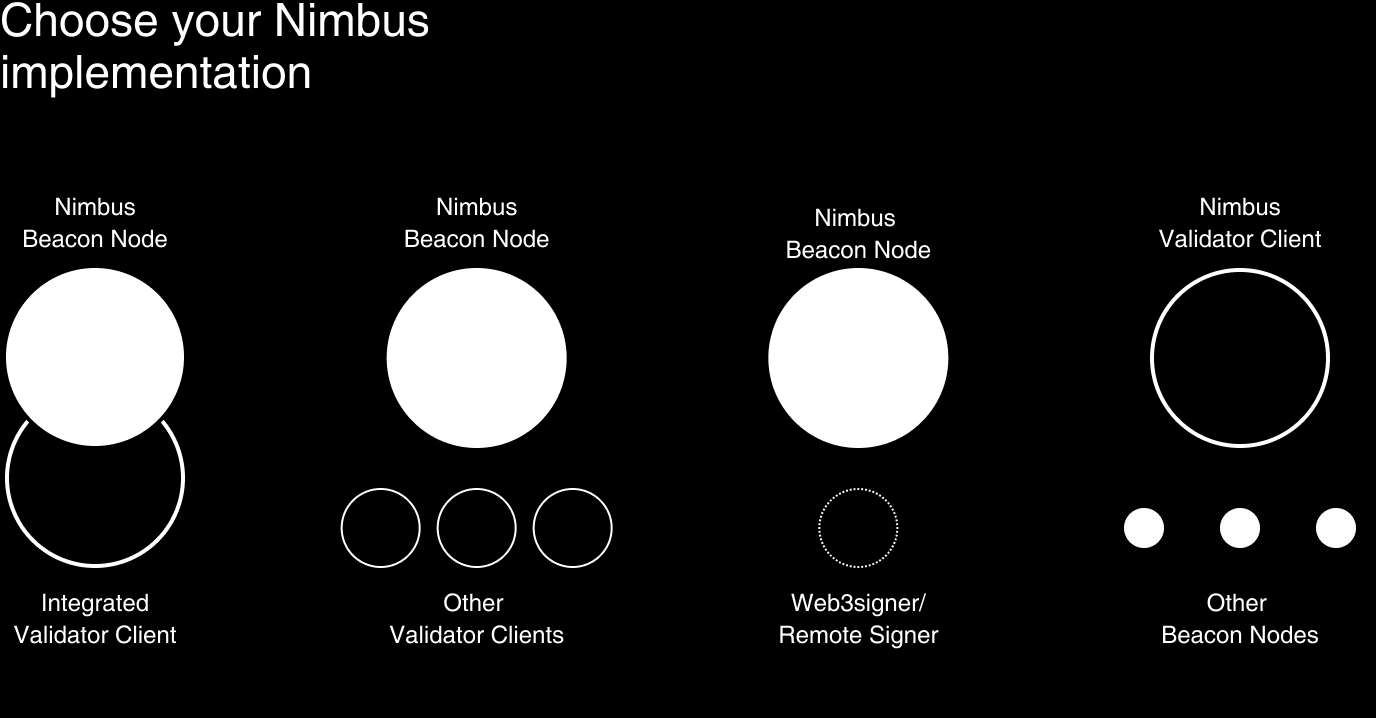 Choose your Nimbus
implementation
Nimbus
Beacon Node
Integrated
Validator Client
Nimbus
Beacon Node
Other
Validator Clients
Nimbus
Beacon Node
Web3signer/
Remote Signer
Nimbus
Validator Client
Other
Beacon Nodes